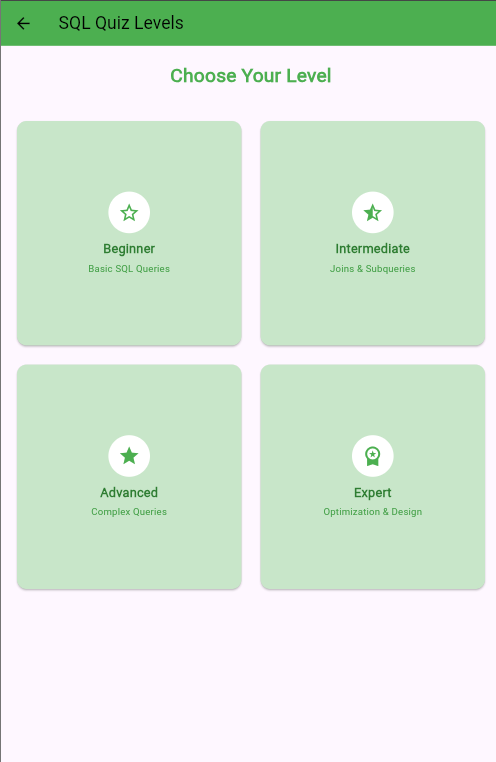 SQL Quiz Levels
Choose Your Level
Beginner
Basic SQL Queries
Intermediate
Joins & Subqueries
Advanced
Complex Queries
Expert
Optimization & Design